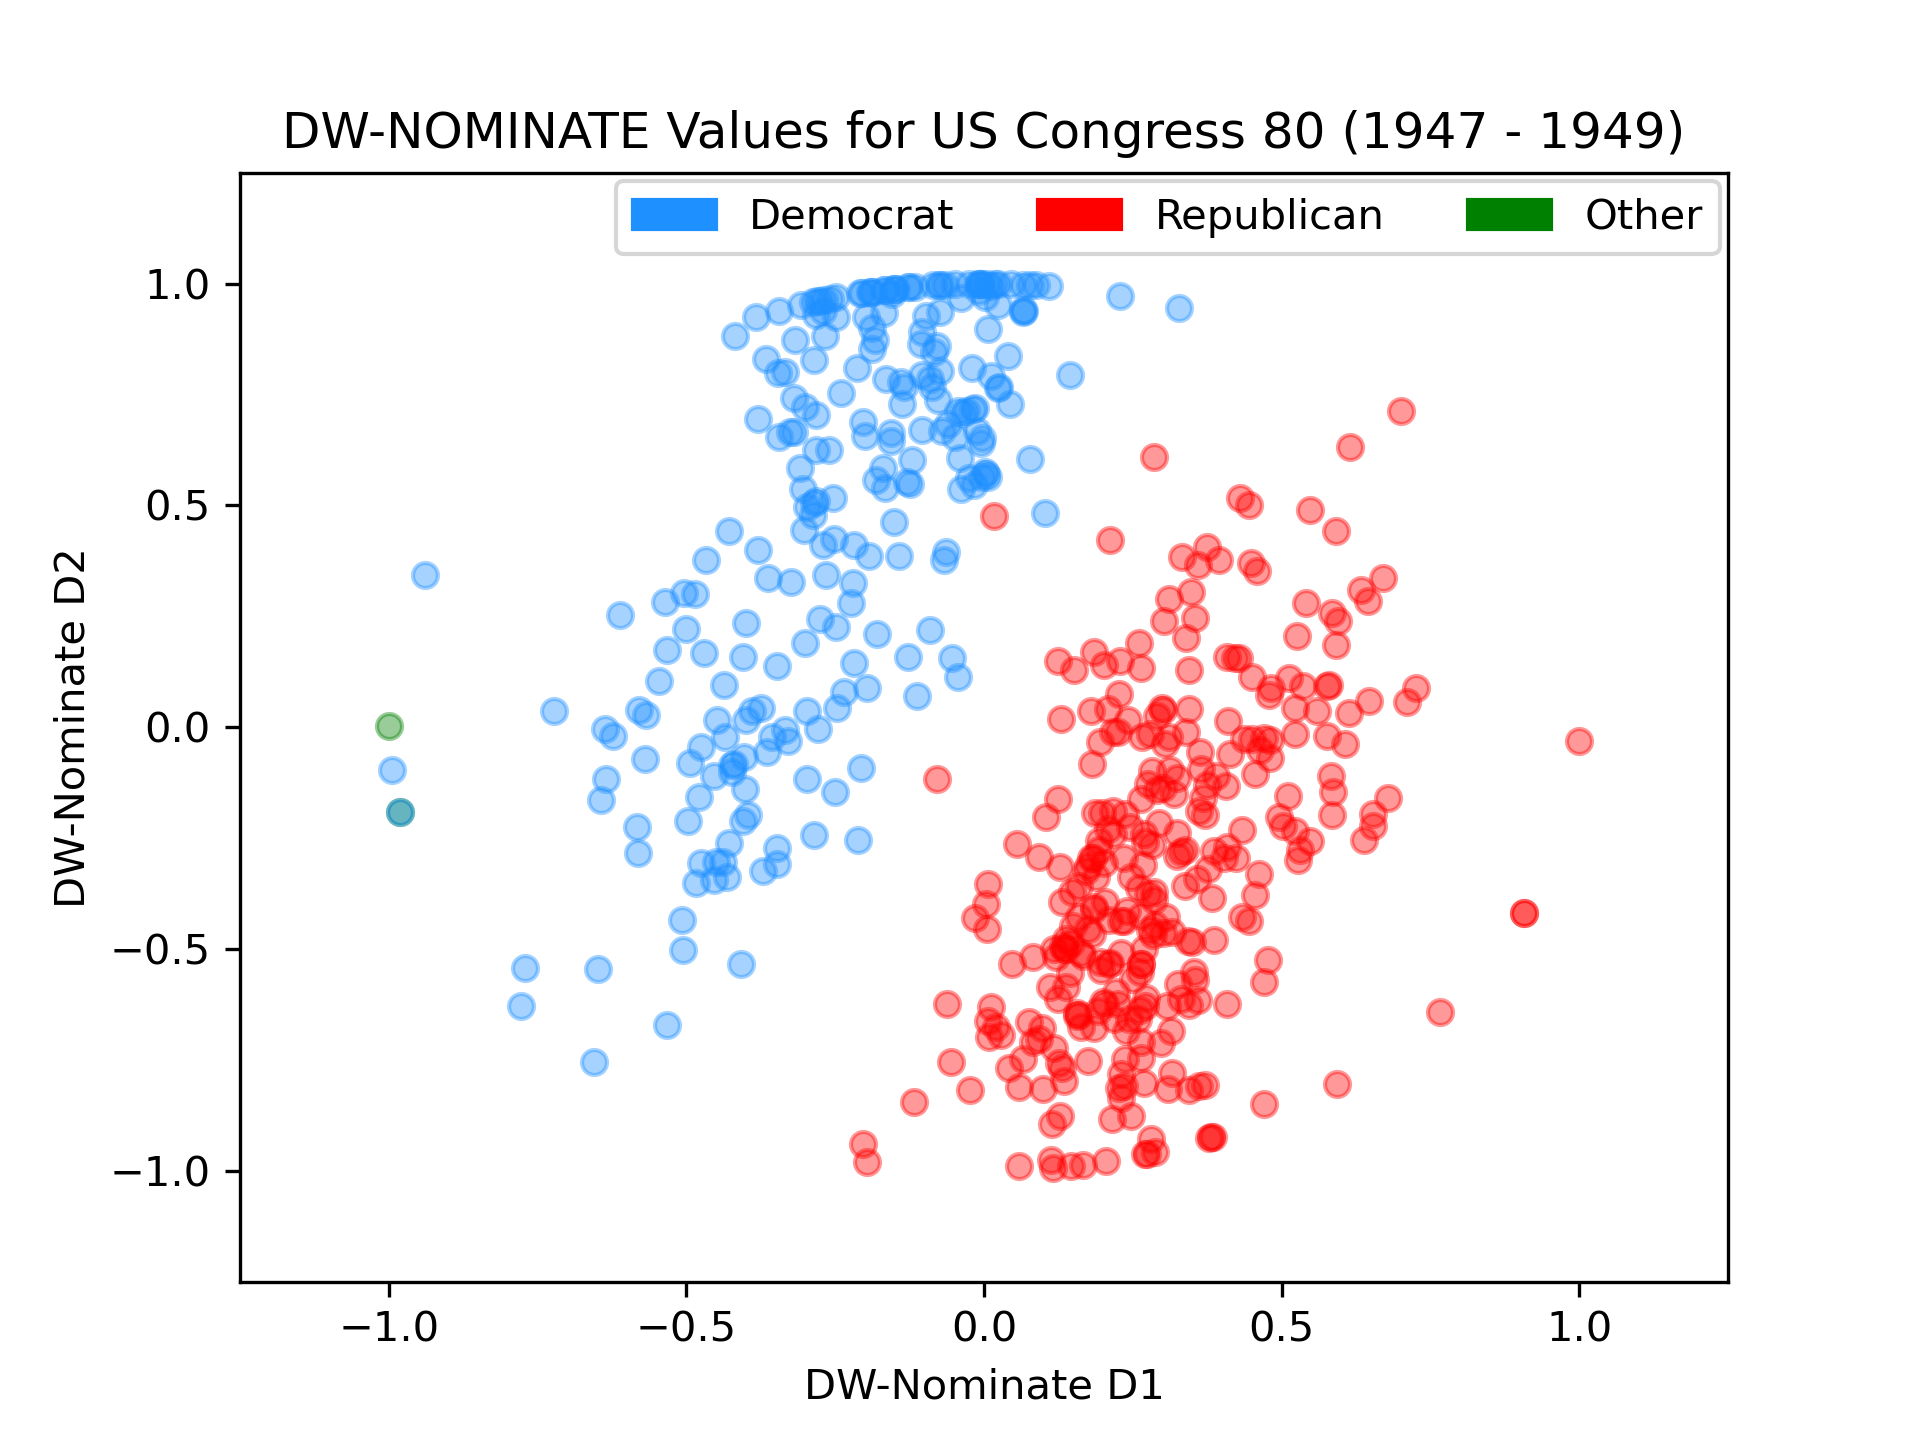 DW-NOMINATE Values for US Congress 80 (1947 - 1949)
Democrat Republican Other
1.0
0.5
0.0
−0.5
−1.0
DW-Nominate D2
−1.0 −0.5 0.0 0.5 1.0
DW-Nominate D1